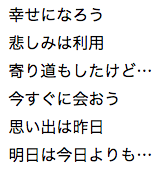 幸せになろう
悲しみは利用
寄り道もしたけど…
今すぐに会おう
思い出は昨日
明日は今日よりも…